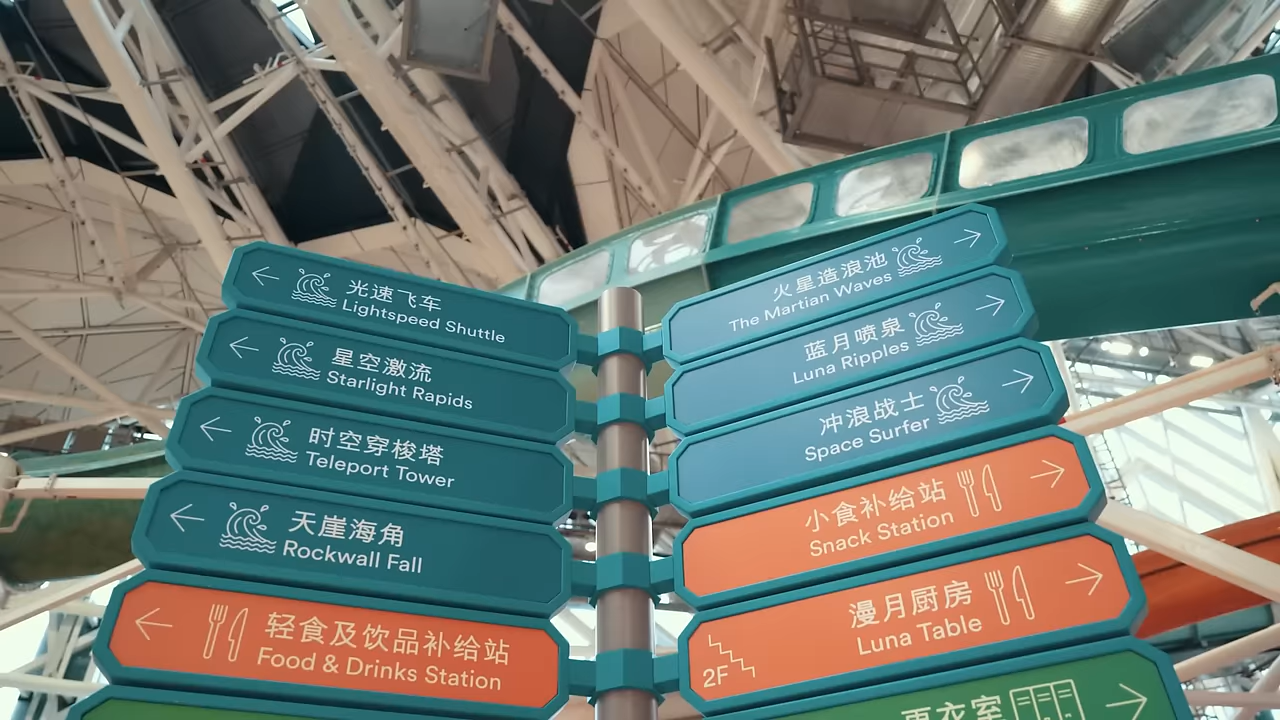 光速飞车
Lightspeed Shuttle
星空激流
Starlight Rapids
时空穿梭塔
Teleport Tower
天崖海角
Rockwall Fall
轻食及饮品补给站
Food & Drinks Station
火星造浪池
The Martian Waves
蓝月喷泉
Luna Ripples
冲浪战士
Space Surfer
小食补给站
Snack Station
漫月厨房
Luna Table
2F
更衣室